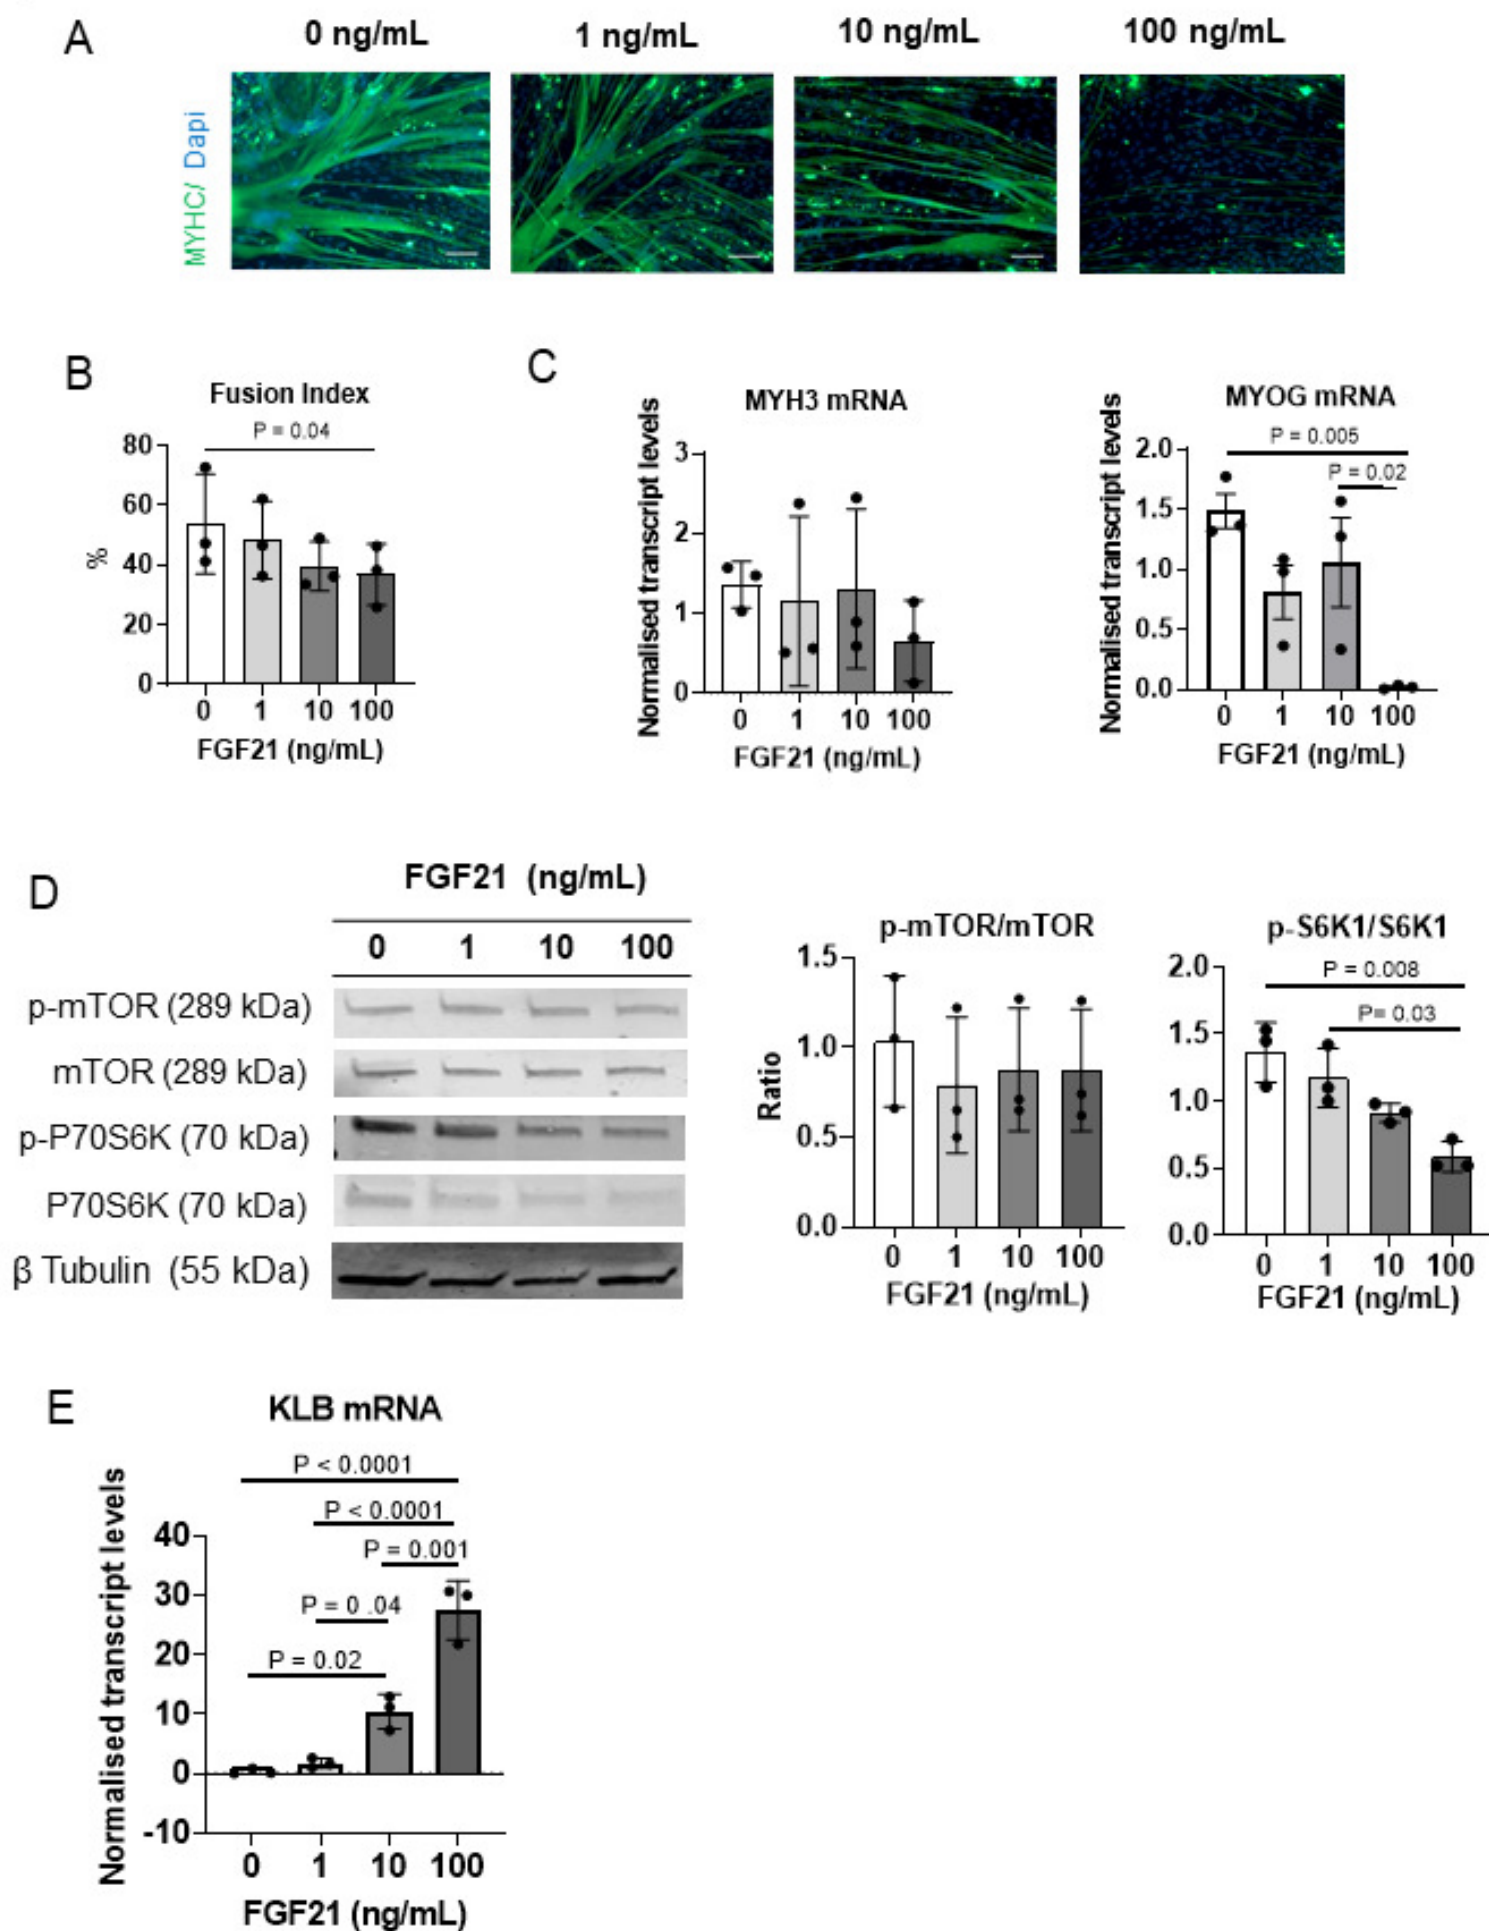 A
0 ng/mL
1 ng/mL
10 ng/mL
100 ng/mL
MYHC/ Dapi
B
Fusion Index
P = 0.04
80
60
40
20
0
%
0
1
10
100
FGF21 (ng/mL)
C
MYH3 mRNA
Normalised transcript levels
3
2
1
0
0
1
10
100
FGF21 (ng/mL)
MYOG mRNA
P = 0.005
P = 0.02
Normalised transcript levels
2.0
1.5
1.0
0.5
0.0
0
1
10
100
FGF21 (ng/mL)
D
FGF21 (ng/mL)
0
1
10
100
p-mTOR (289 kDa)
mTOR (289 kDa)
p-P70S6K (70 kDa)
P70S6K (70 kDa)
β Tubulin (55 kDa)
p-mTOR/mTOR
Ratio
1.5
1.0
0.5
0.0
0
1
10
100
FGF21 (ng/mL)
p-S6K1/S6K1
P = 0.008
P= 0.03
2.0
1.5
1.0
0.5
0.0
0
1
10
100
FGF21 (ng/mL)
E
KLB mRNA
P < 0.0001
P < 0.0001
P = 0.001
P = 0 .04
P = 0.02
Normalised transcript levels
40
30
20
10
0
-10
0
1
10
100
FGF21 (ng/mL)